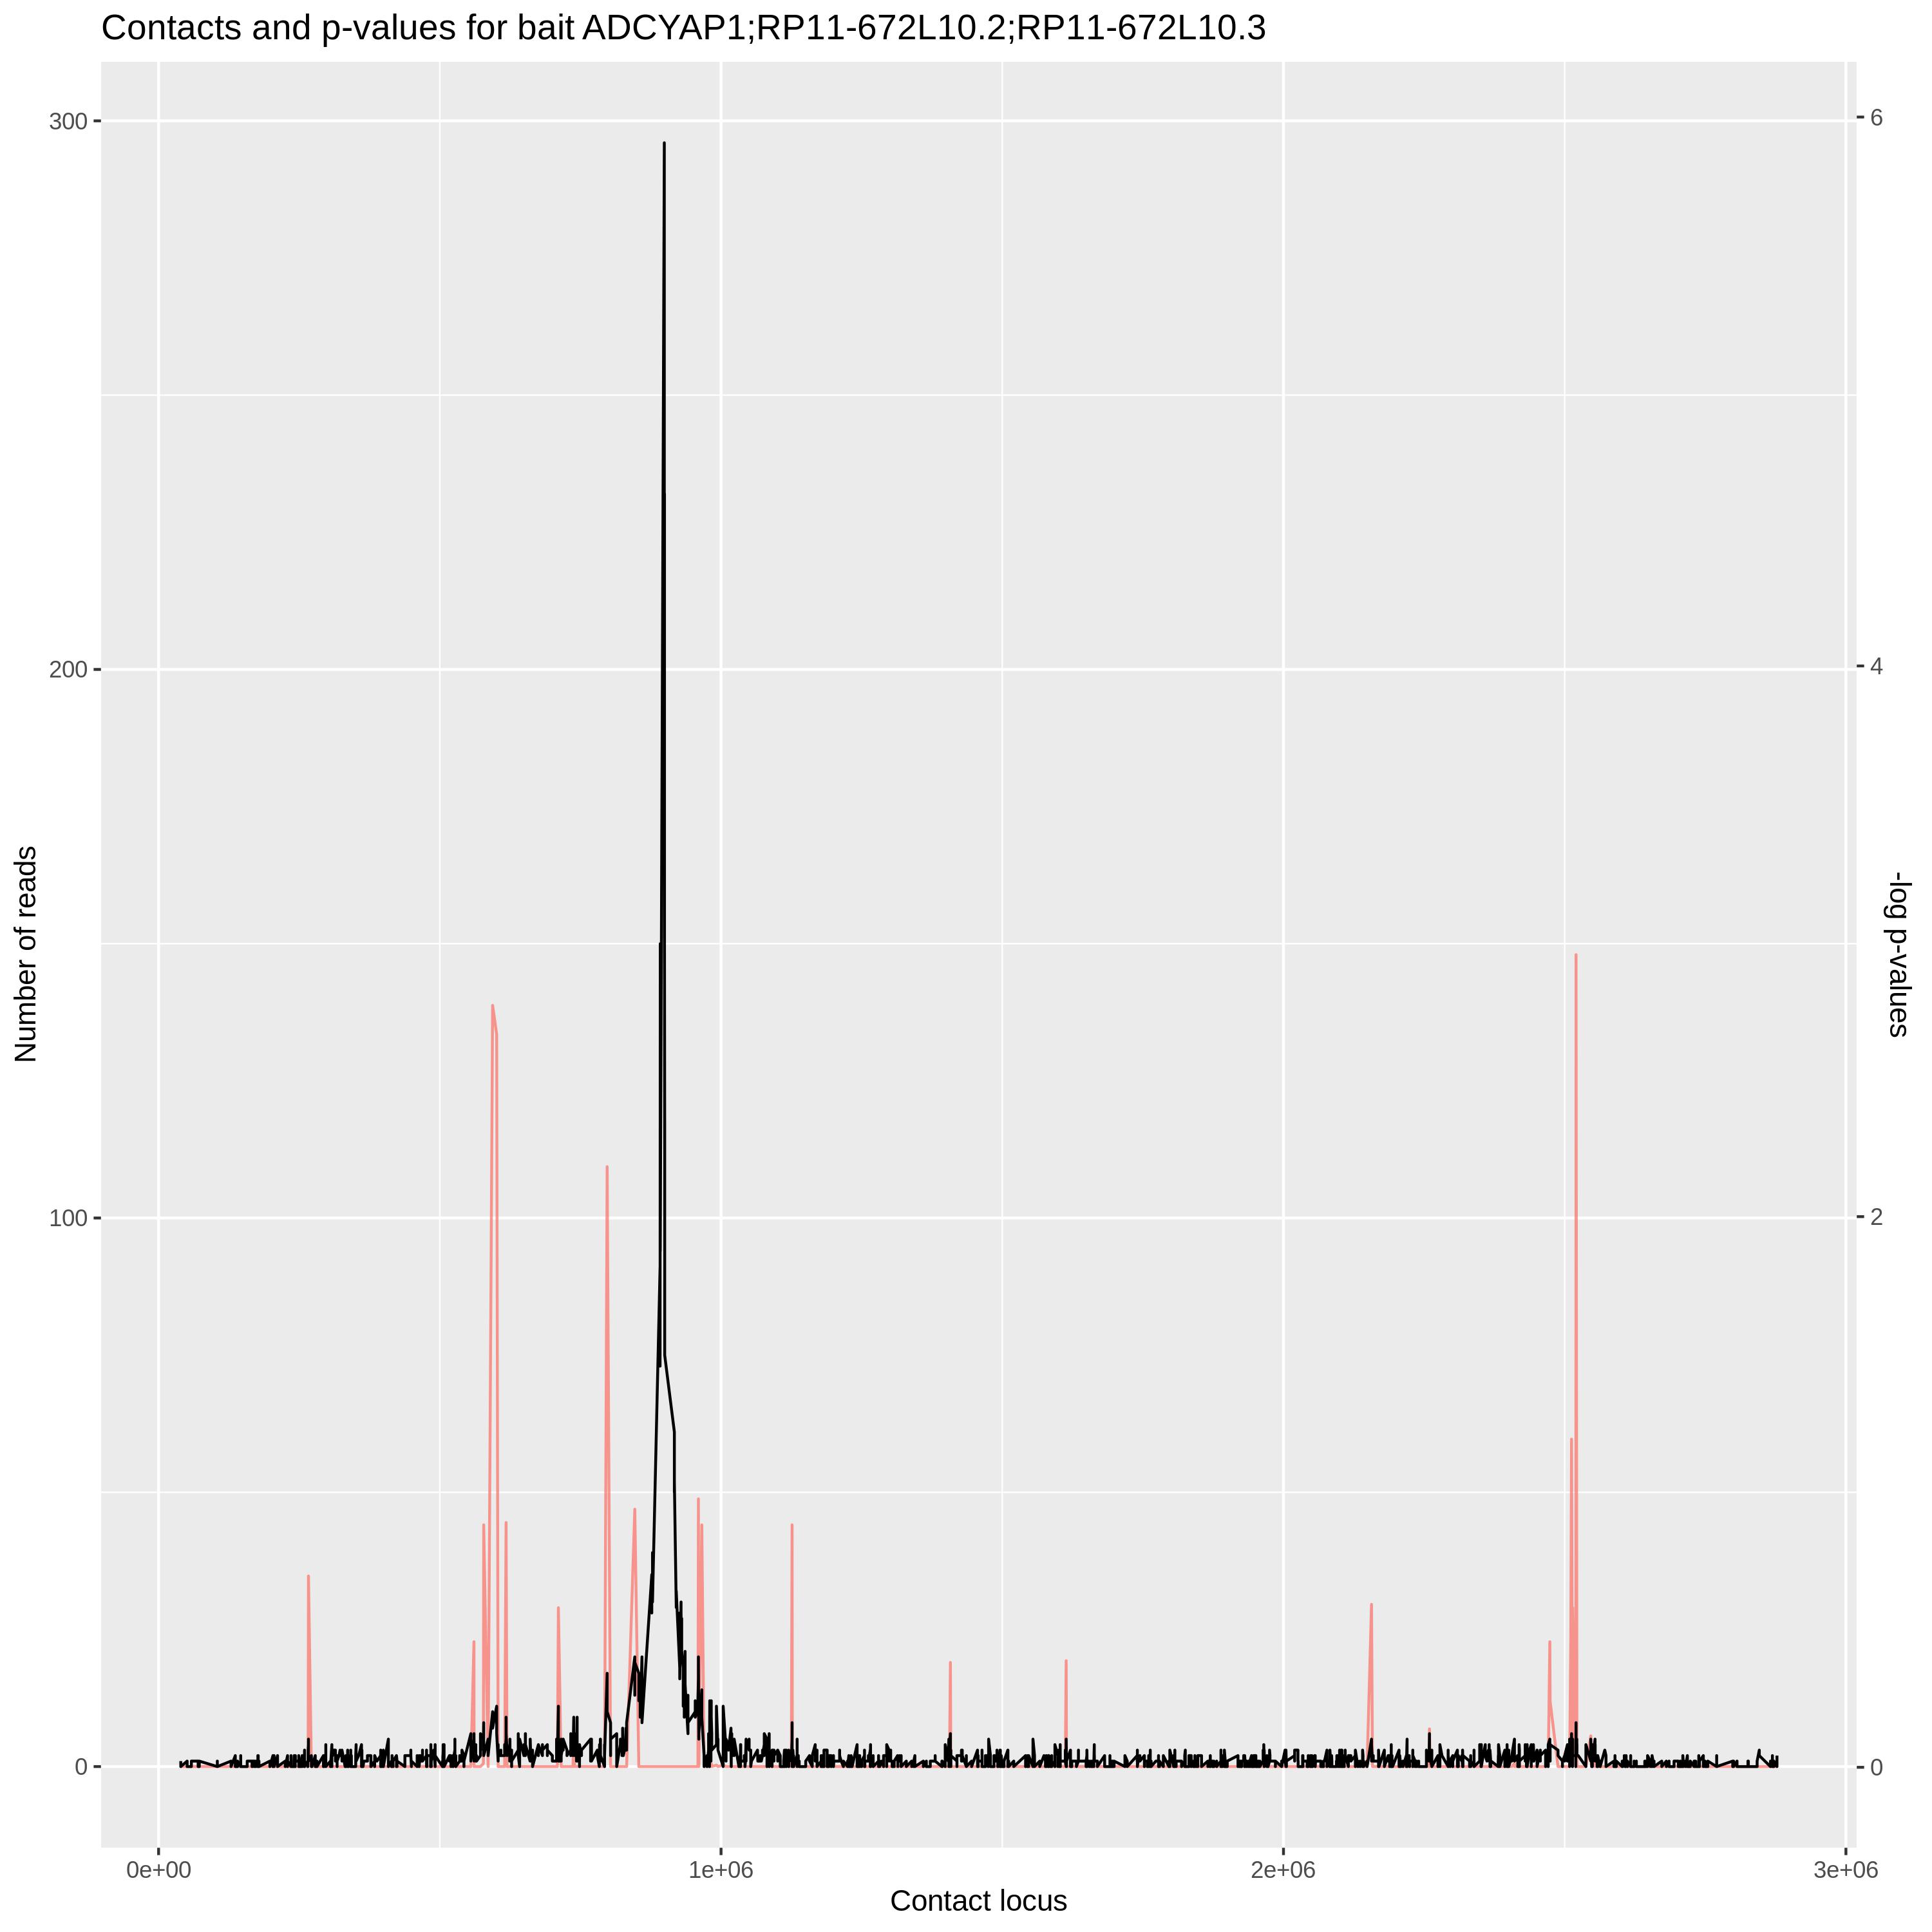 Contacts and p-values for bait ADCYAP1;RP11-672L10.2;RP11-672L10.3
300
200
100
0
Number of reads
6
4
2
0
-log p-values
0e+00
1e+06
2e+06
3e+06
Contact locus